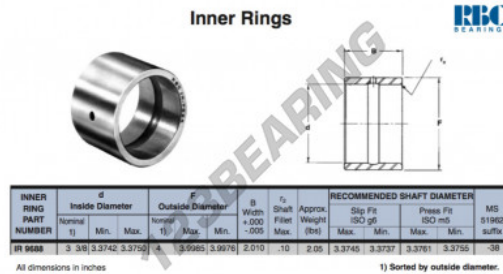 Inner Rings
RBC
BEARINGS
B
rₐ
d
F
123BEARING
INNER RING PART NUMBER
d Inside Diameter
Nominal 1) Min. Max.
F Outside Diameter
Nominal 1) Max. Min.
B Width +.000 -.005
Shaft Fillet Max.
Approx. Weight (lbs)
RECOMMENDED SHAFT DIAMETER
Slip Fit ISO g6
Max. Min.
Press Fit ISO m5
Max. Min.
MS 51962 suffix
IR 9688 3 3/8 3.3742 3.3750 4 3.9985 3.9976 2.010 .10 2.05 3.3745 3.3737 3.3761 3.3755 -38
All dimensions in inches
1) Sorted by outside diameter.